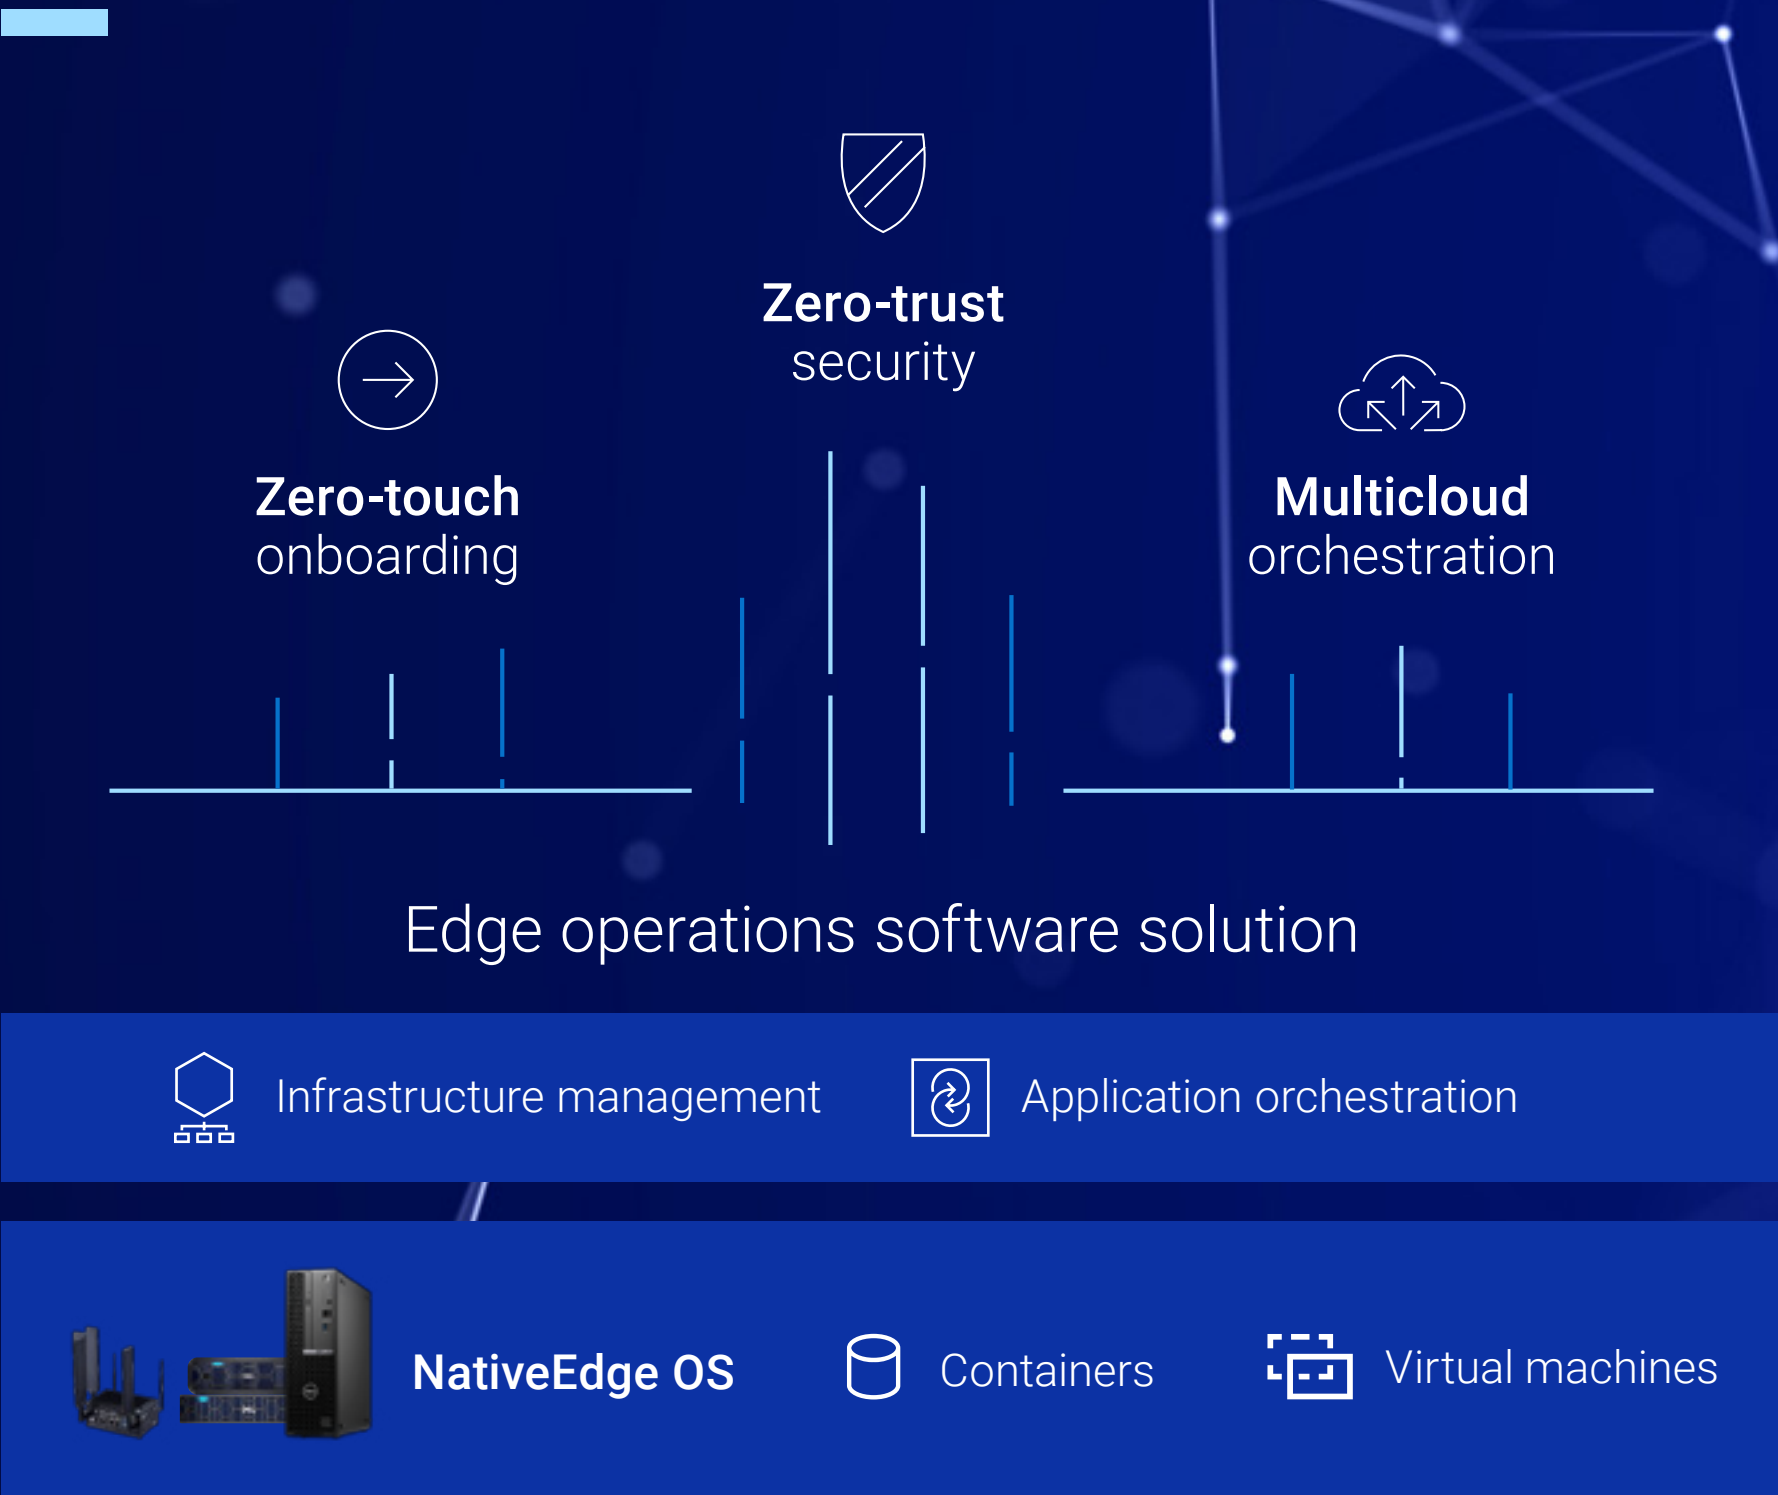 Zero-trust
security
Zero-touch
onboarding
Multicloud
orchestration
Edge operations software solution
Infrastructure management
Application orchestration
NativeEdge OS
Containers
Virtual machines